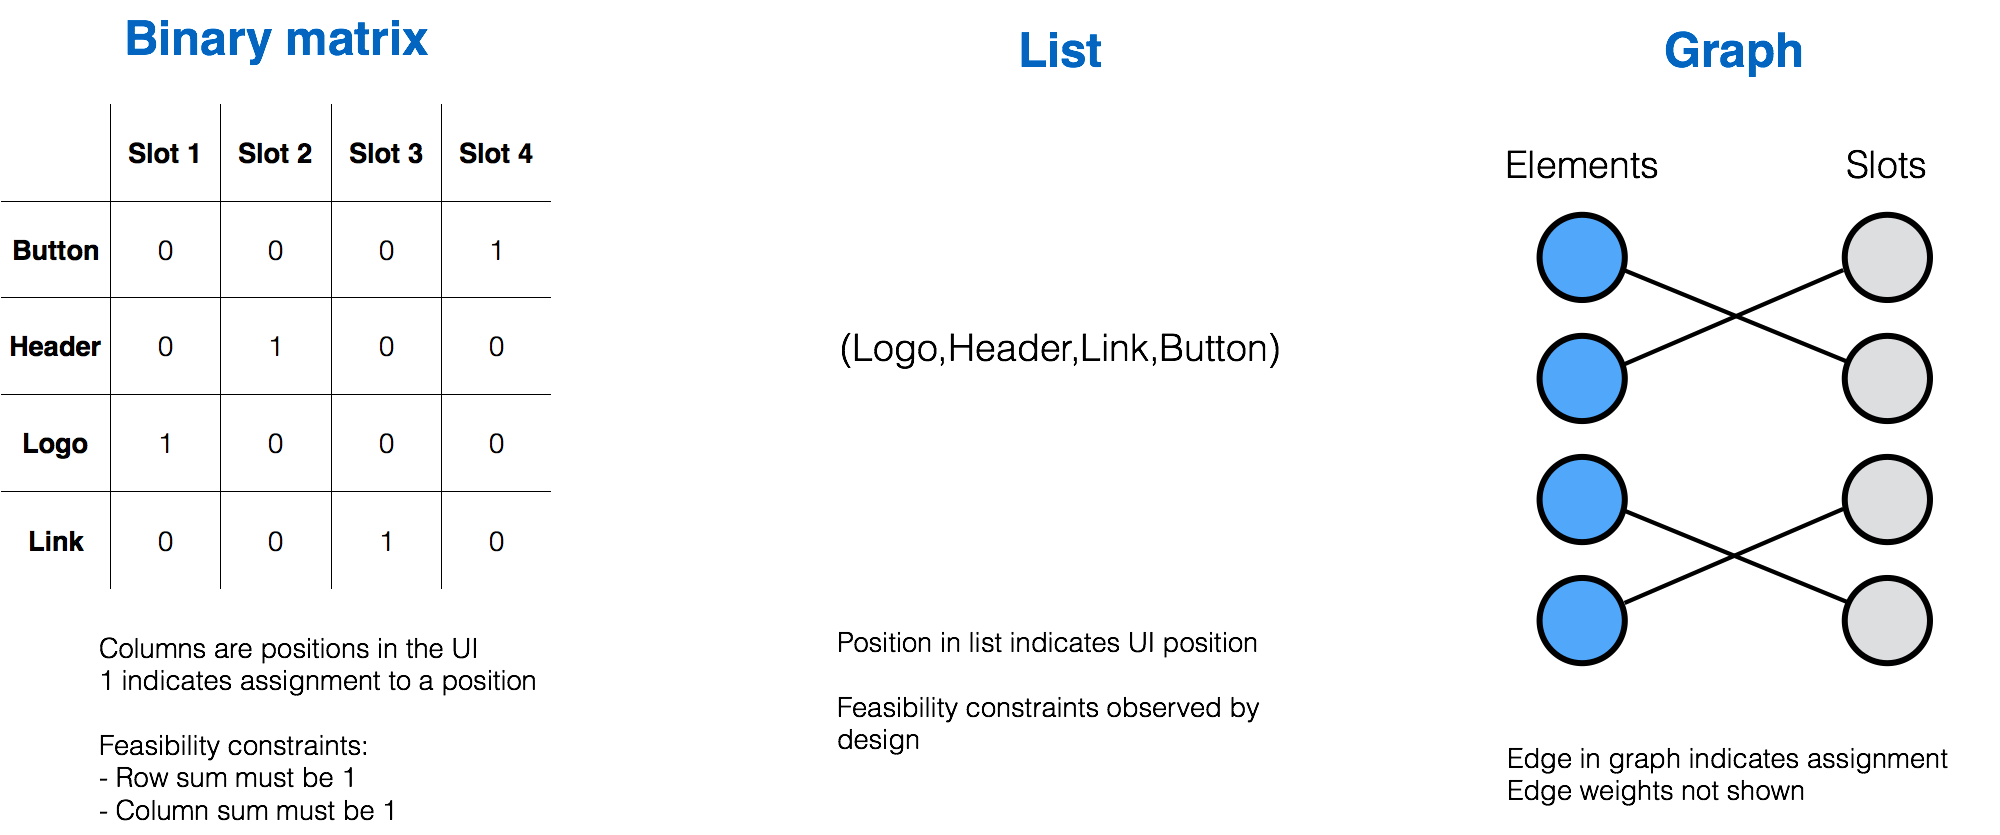 Binary matrix
Slot 1 Slot 2 Slot 3 Slot 4
Button 0 0 0 1
Header 0 1 0 0
Logo 1 0 0 0
Link 0 0 1 0
Columns are positions in the UI
1 indicates assignment to a position
Feasibility constraints:
- Row sum must be 1
- Column sum must be 1
List
(Logo,Header,Link,Button)
Position in list indicates UI position
Feasibility constraints observed by
design
Graph
Elements Slots
Edge in graph indicates assignment
Edge weights not shown